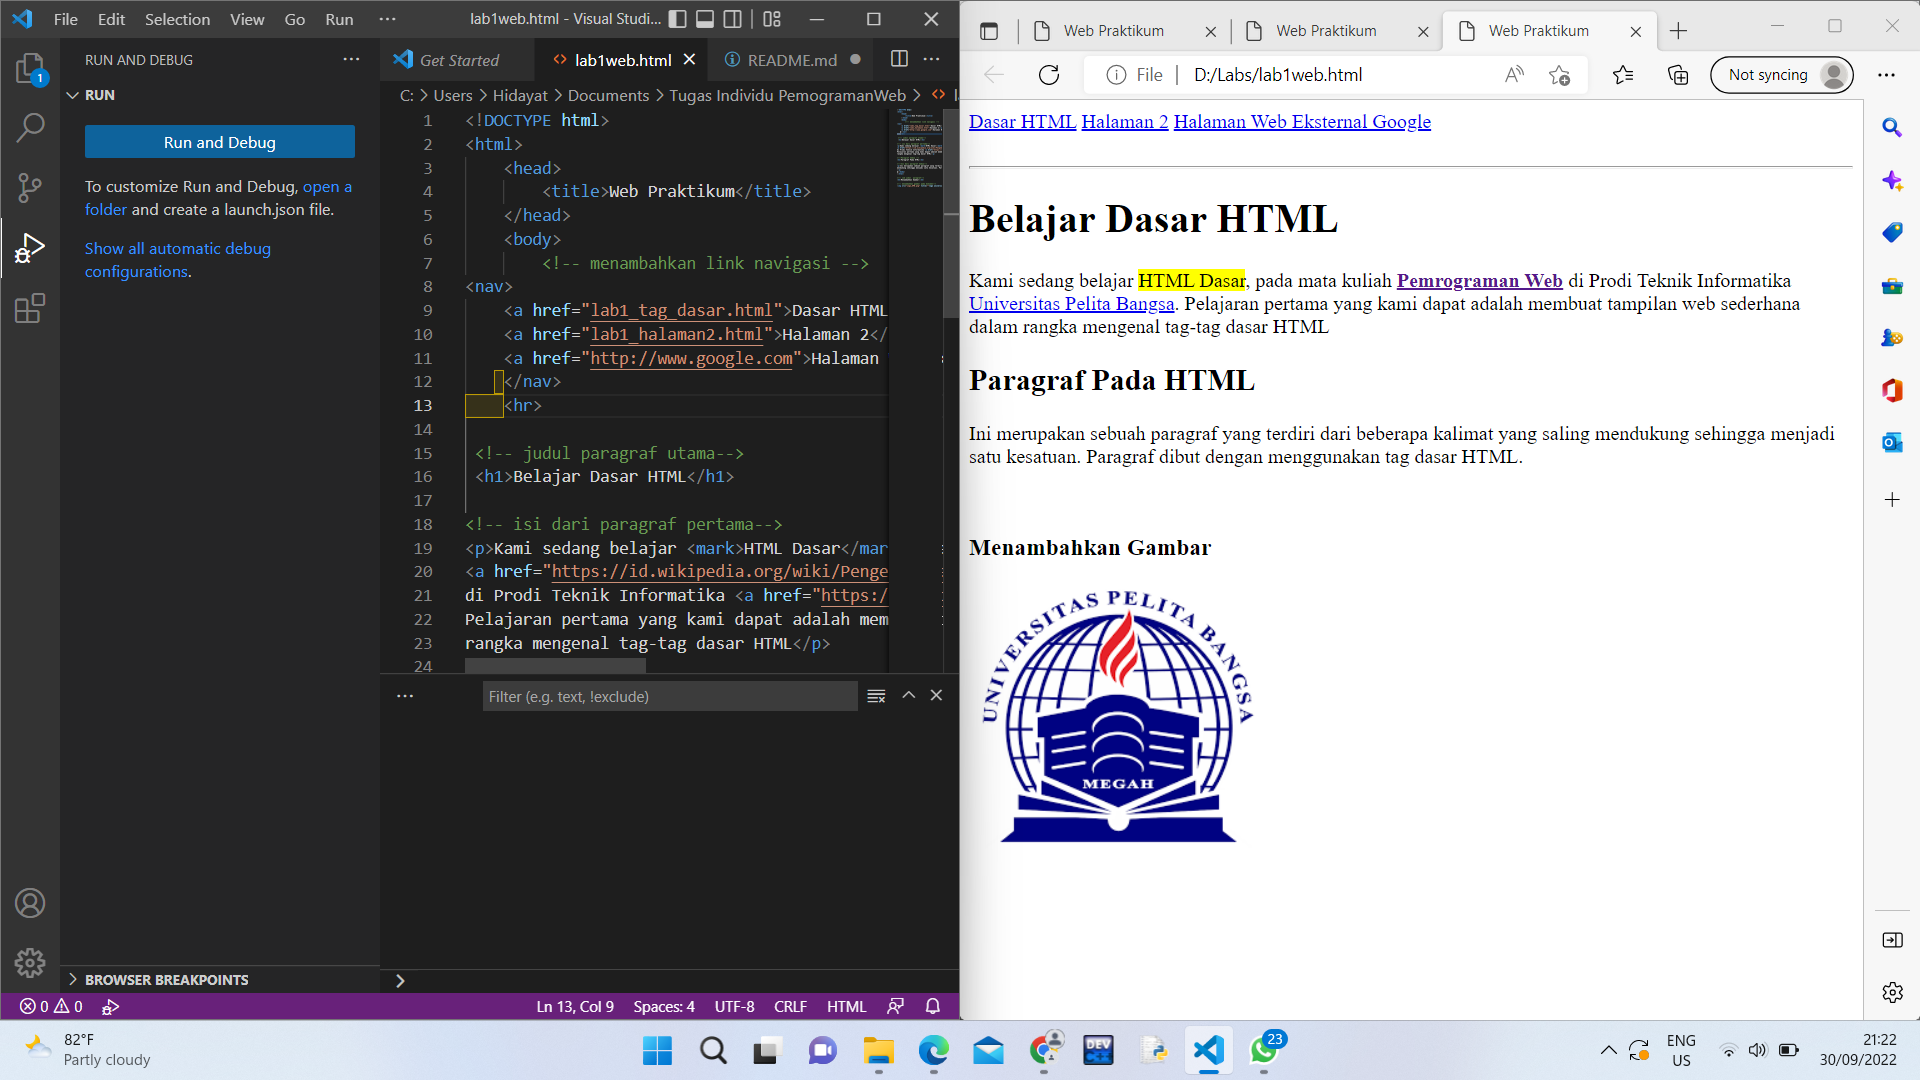 File Edit Selection View Go Run ··· lab1web.html - Visual Studi...
RUN AND DEBUG
RUN
Run and Debug
To customize Run and Debug, open a
folder and create a launch.json file.
Show all automatic debug
configurations.
BROWSER BREAKPOINTS
1
Get Started lab1web.html README.md
C: > Users > Hidayat > Documents > Tugas Individu PemogramanWeb >
1 <!DOCTYPE html>
2 <html>
3 <head>
4 <title>Web Praktikum</title>
5 </head>
6 <body>
7 <!-- menambahkan link navigasi -->
8 <nav>
9 <a href="lab1_tag_dasar.html">Dasar HTML
10 <a href="lab1_halaman2.html">Halaman 2</
11 <a href="http://www.google.com">Halaman
12 </nav>
13 <hr>
14
15 <!-- judul paragraf utama-->
16 <h1>Belajar Dasar HTML</h1>
17
18 <!-- isi dari paragraf pertama-->
19 <p>Kami sedang belajar <mark>HTML Dasar</mar
20 <a href="https://id.wikipedia.org/wiki/Penge
21 di Prodi Teknik Informatika <a href="https:/
22 Pelajaran pertama yang kami dapat adalah mem
23 rangka mengenal tag-tag dasar HTML</p>
24
Filter (e.g. text, !exclude)
0 0 Ln 13, Col 9 Spaces: 4 UTF-8 CRLF HTML
Web Praktikum Web Praktikum Web Praktikum
File | D:/Labs/lab1web.html Not syncing
Dasar HTML Halaman 2 Halaman Web Eksternal Google
Belajar Dasar HTML
Kami sedang belajar HTML Dasar, pada mata kuliah Pemrograman Web di Prodi Teknik Informatika
Universitas Pelita Bangsa. Pelajaran pertama yang kami dapat adalah membuat tampilan web sederhana
dalam rangka mengenal tag-tag dasar HTML
Paragraf Pada HTML
Ini merupakan sebuah paragraf yang terdiri dari beberapa kalimat yang saling mendukung sehingga menjadi
satu kesatuan. Paragraf dibut dengan menggunakan tag dasar HTML.
Menambahkan Gambar
UNIVERSITAS PELITA BANGSA
MEGAH
82°F
Partly cloudy
DEV
23
ENG
US
21:22
30/09/2022